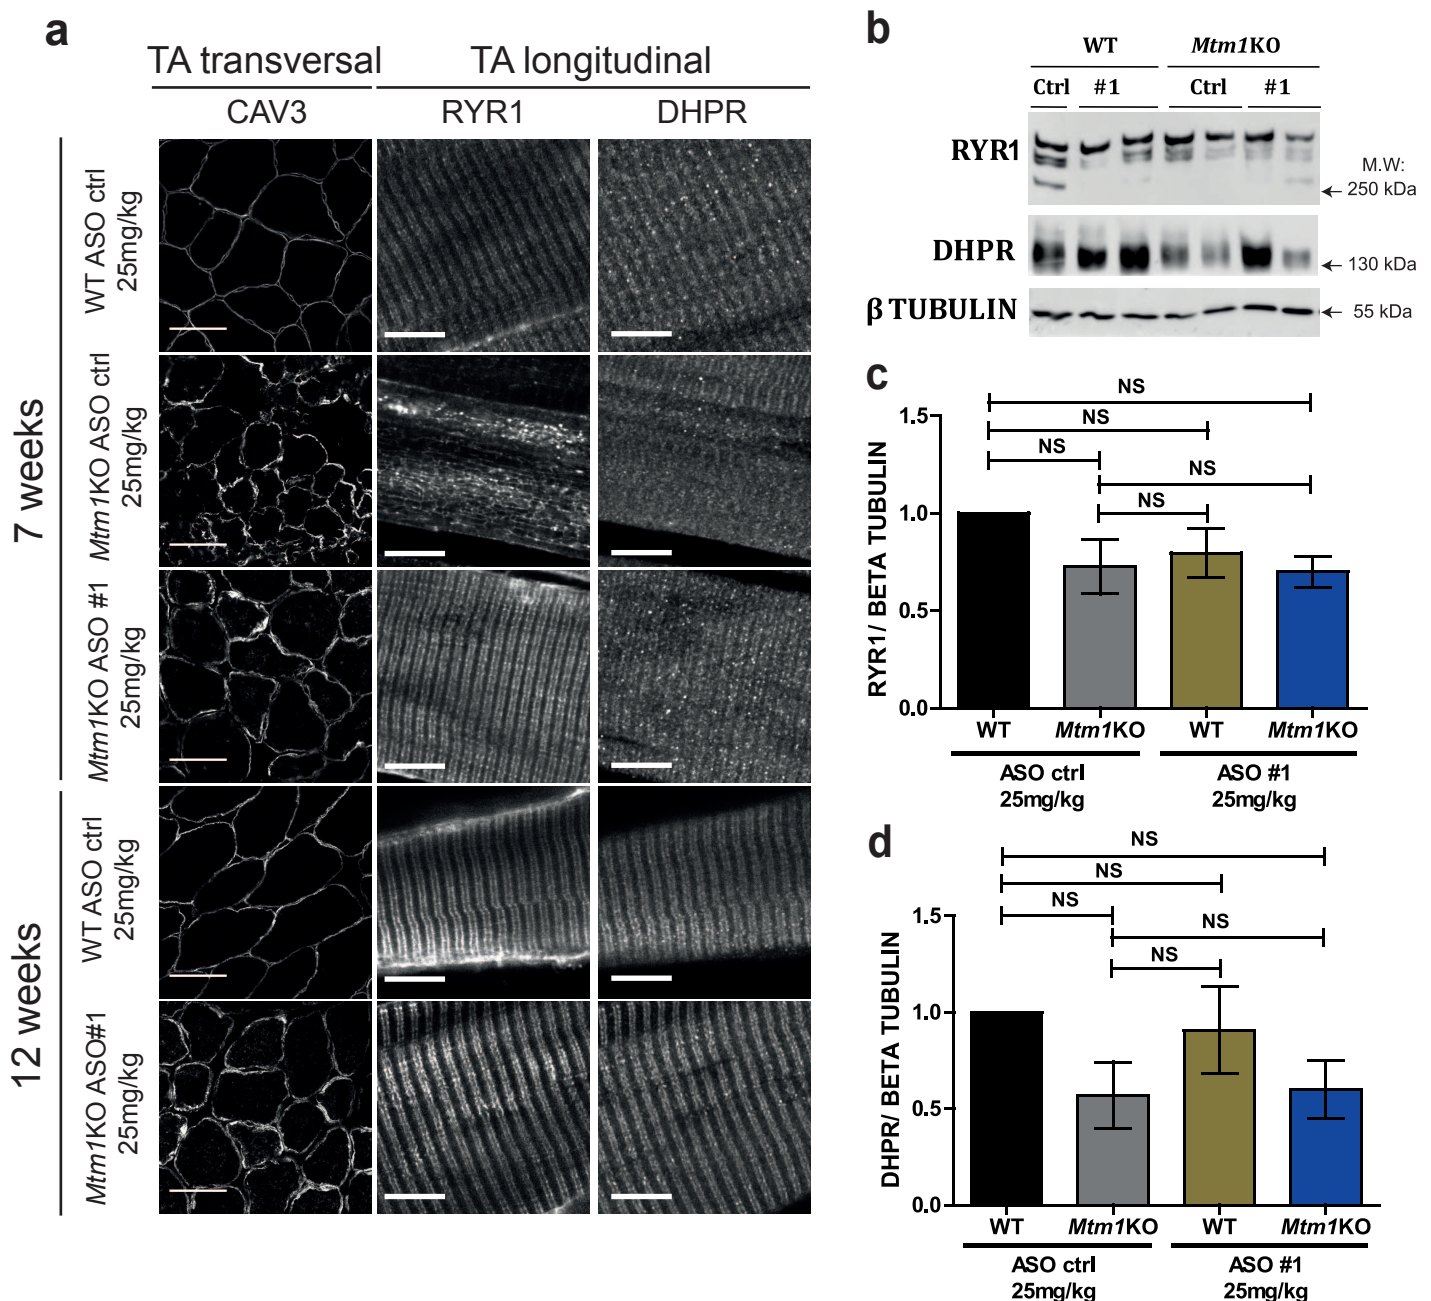 a
TA transversal
TA longitudinal
CAV3
RYR1
DHPR
7 weeks
WT ASO ctrl
25mg/kg
Mtm1KO ASO ctrl
25mg/kg
Mtm1KO ASO #1
25mg/kg
12 weeks
WT ASO ctrl
25mg/kg
Mtm1KO ASO#1
25mg/kg
b
WT
Mtm1KO
Ctrl
#1
Ctrl
#1
RYR1
M.W:
← 250 kDa
DHPR
← 130 kDa
β TUBULIN
← 55 kDa
c
NS
NS
NS
NS
NS
RYR1/ BETA TUBULIN
1.5
1.0
0.5
0.0
WT
Mtm1KO
WT
Mtm1KO
ASO ctrl
25mg/kg
ASO #1
25mg/kg
d
NS
NS
NS
NS
NS
DHPR/ BETA TUBULIN
1.5
1.0
0.5
0.0
WT
Mtm1KO
WT
Mtm1KO
ASO ctrl
25mg/kg
ASO #1
25mg/kg